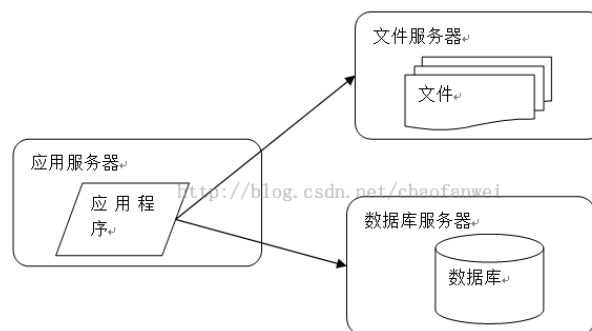 文件服务器
文件
应用服务器
应用程
序
http://blog.csdn.net/chaofanwei
数据库服务器
数据库